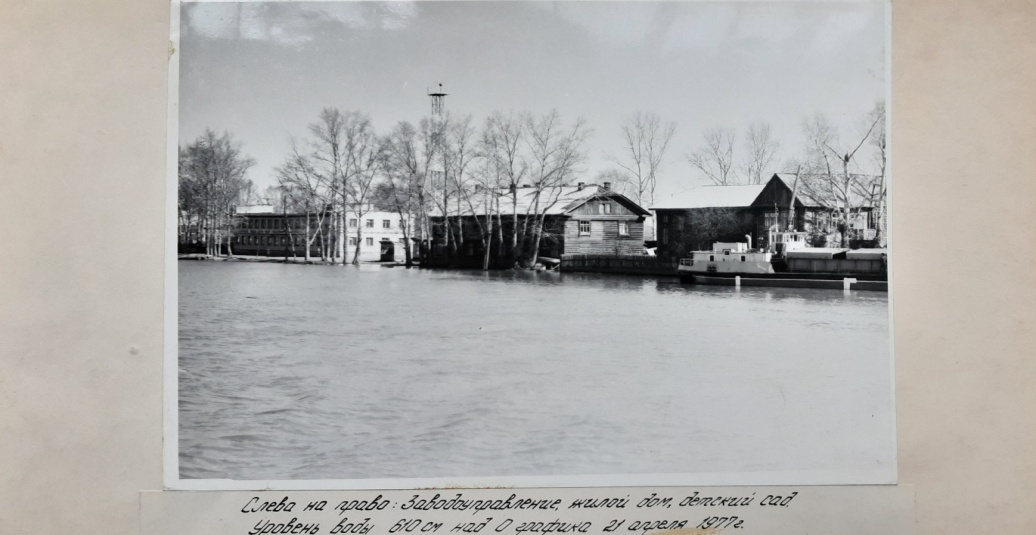 Слева на право: Заводоуправление, жилой дом, детский сад.
Уровень воды 610 см над 0 графика 21 апреля 1977г.